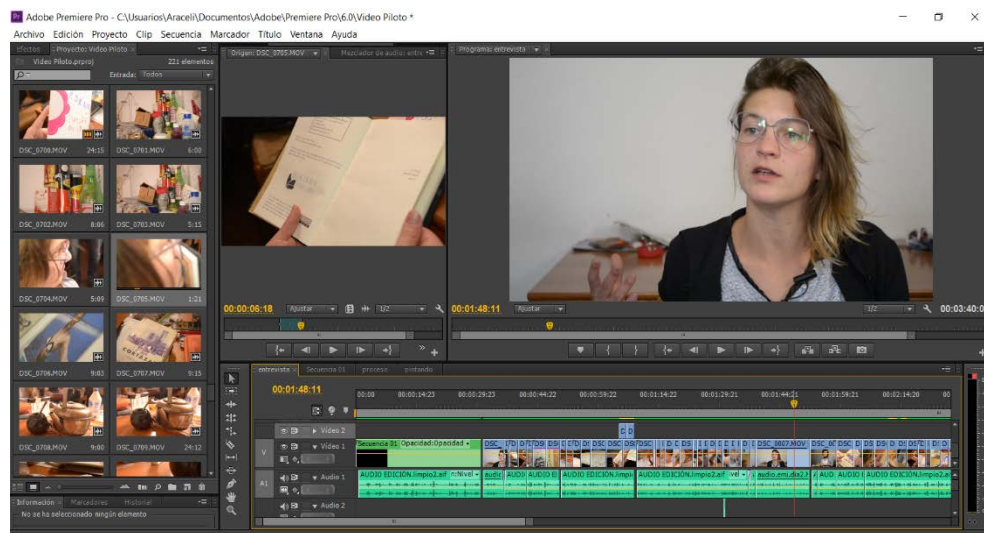 Adobe Premiere Pro - C:\Usuarios\Araceli\Documentos\Adobe\Premiere Pro\6.0\Video Piloto *
Archivo Edición Proyecto Clip Secuencia Marcador Título Ventana Ayuda
Efectos Proyecto: Video Piloto
Video Piloto.prproj 221 elementos
Entrada: Todos
DSC_0700.MOV 24:15 DSC_0701.MOV 6:00
DSC_0702.MOV 8:06 DSC_0703.MOV 5:15
DSC_0704.MOV 5:09 DSC_0705.MOV 1:21
DSC_0706.MOV 9:03 DSC_0707.MOV 9:15
DSC_0708.MOV 9:00 DSC_0709.MOV 24:12
Información Marcadores Historial
No se ha seleccionado ningún elemento
Origen: DSC_0705.MOV Mezclador de audio: entre
00:00:06:18 Ajustar 1/2
Programa: entrevista
00:01:48:11 Ajustar 1/2 00:03:40:0
entrevista Secuencia 01 proceso pintando
00:01:48:11
00:00 00:00:14:23 00:00:29:23 00:00:44:22 00:00:59:22 00:01:14:22 00:01:29:21 00:01:44:21 00:01:59:21 00:02:14:20 00
Video 2
V Video 1
Secuencia 01 Opacidad:Opacidad
DSC_0007.MOV
A1 Audio 1
AUDIO EDICIÓN.limpio2.aif
AUDIO EDICIÓN.limpio2.aif
Audio 2